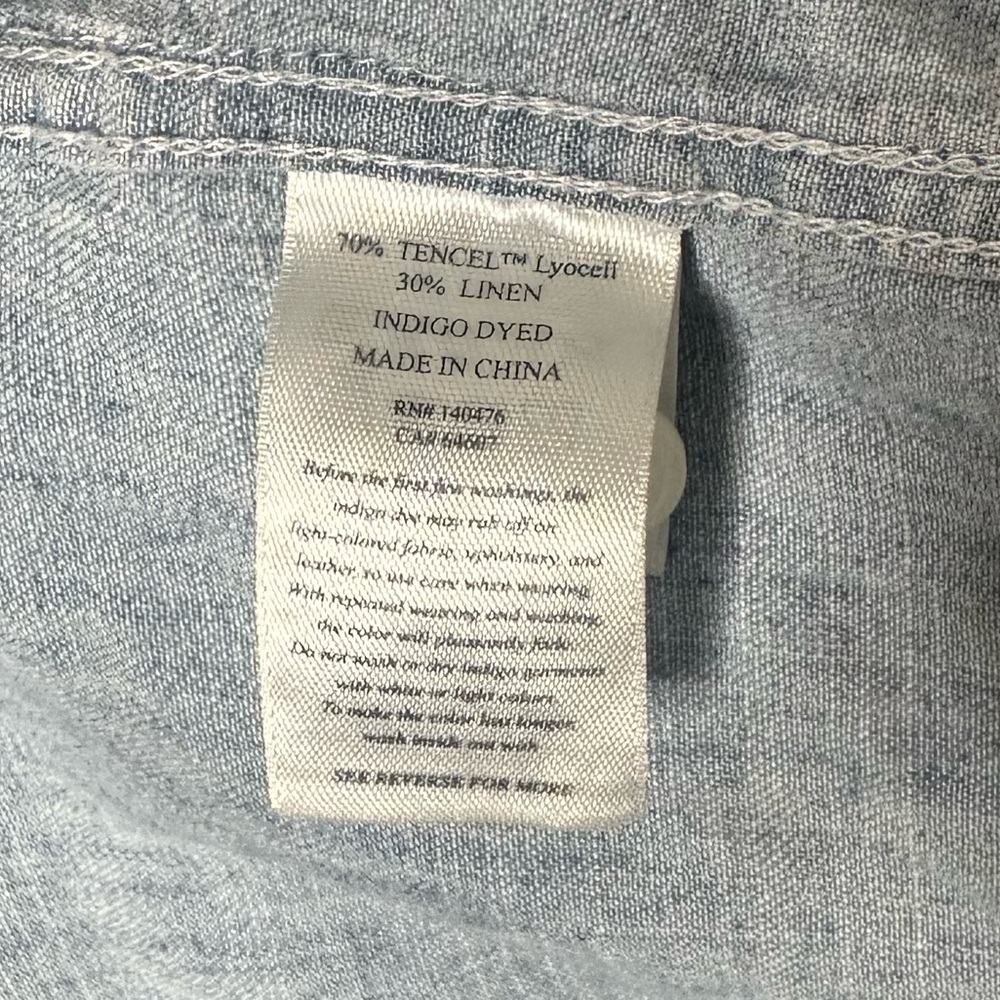 70% TENCEL™ Lyocell
30% LINEN
INDIGO DYED
MADE IN CHINA
RN# 140476
CA# 64607
Before the first few washings, the
indigo dye may rub off on
light-colored fabric, upholstery, and
leather, so use care when wearing.
With repeated wearing and washing,
the color will pleasantly fade.
Do not wash or dry indigo garments
with white or light colors.
To make the color last longer,
wash inside out with
SEE REVERSE FOR MORE